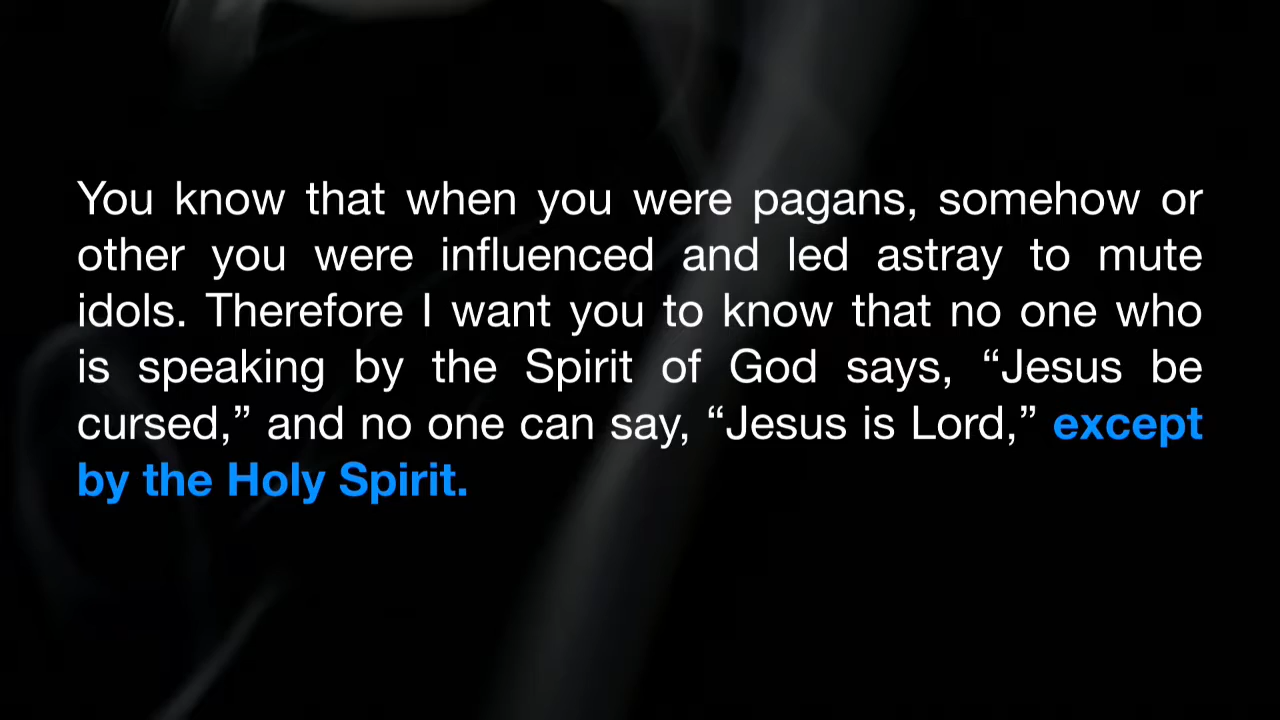 You know that when you were pagans, somehow or
other you were influenced and led astray to mute
idols. Therefore I want you to know that no one who
is speaking by the Spirit of God says, “Jesus be
cursed,” and no one can say, “Jesus is Lord,” except
by the Holy Spirit.